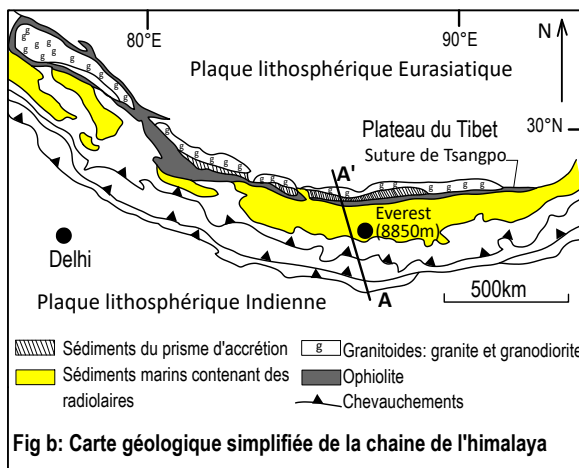 80°E
90°E
N
Plaque lithosphérique Eurasiatique
Plateau du Tibet
30°N
Suture de Tsangpo
A'
Everest
(8850m)
Delhi
Plaque lithosphérique Indienne
A
500km
Sédiments du prisme d'accrétion
g Granitoides: granite et granodiorite
Sédiments marins contenant des
radiolaires
Ophiolite
Chevauchements
Fig b: Carte géologique simplifiée de la chaine de l'himalaya